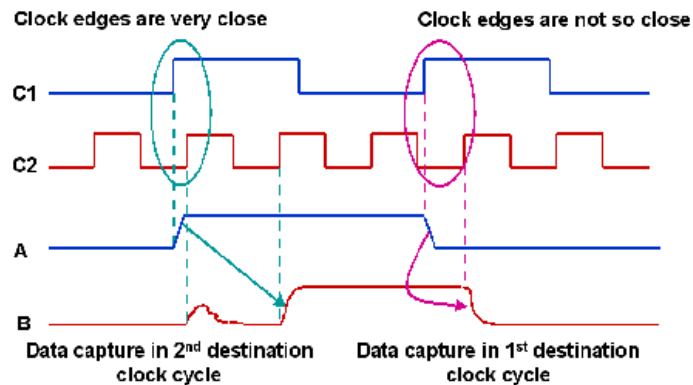 Clock edges are very close
Clock edges are not so close
C1
C2
A
B
Data capture in 2nd destination
clock cycle
Data capture in 1st destination
clock cycle